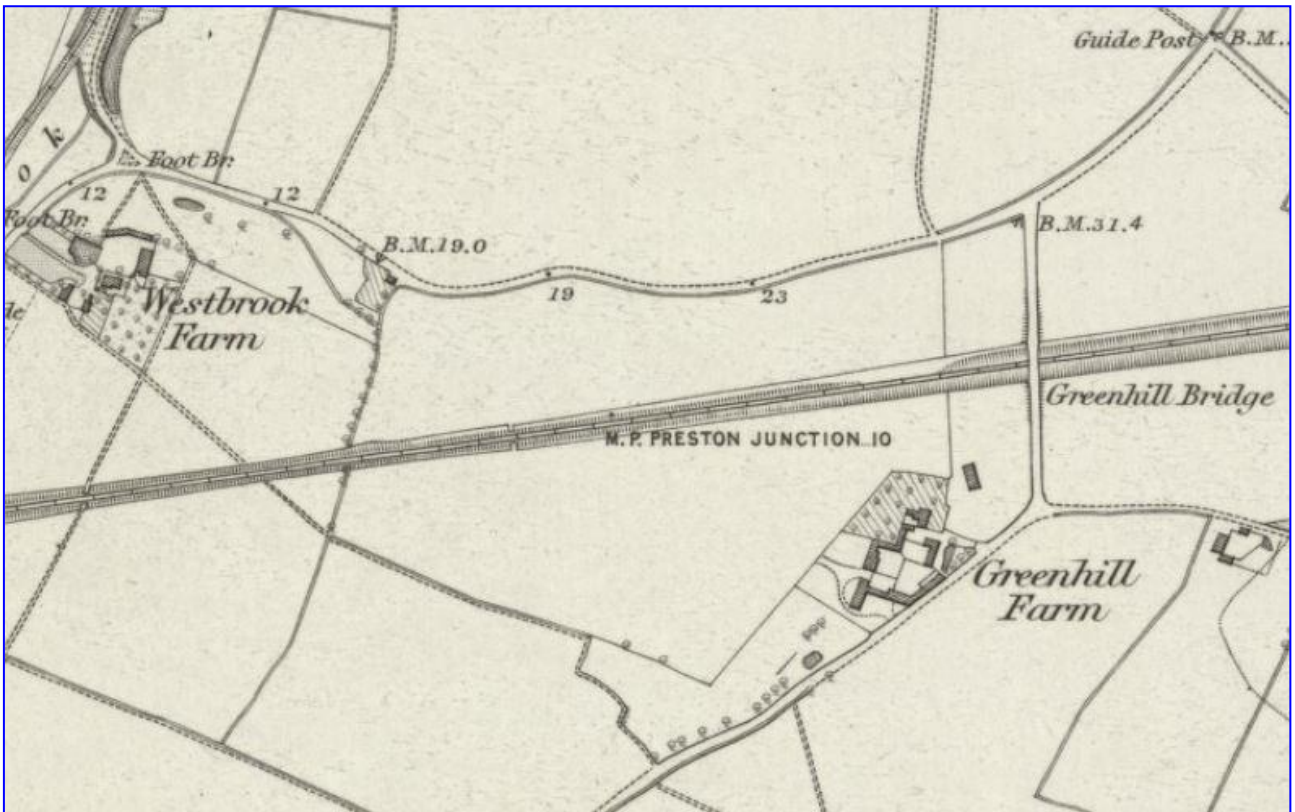 Guide Post
B.M.
o k
Foot Br.
12
12
Foot Br.
B.M.31.4
B.M.19.0
19
23
Westbrook
Farm
Greenhill Bridge
M.P. PRESTON JUNCTION 10
Greenhill
Farm